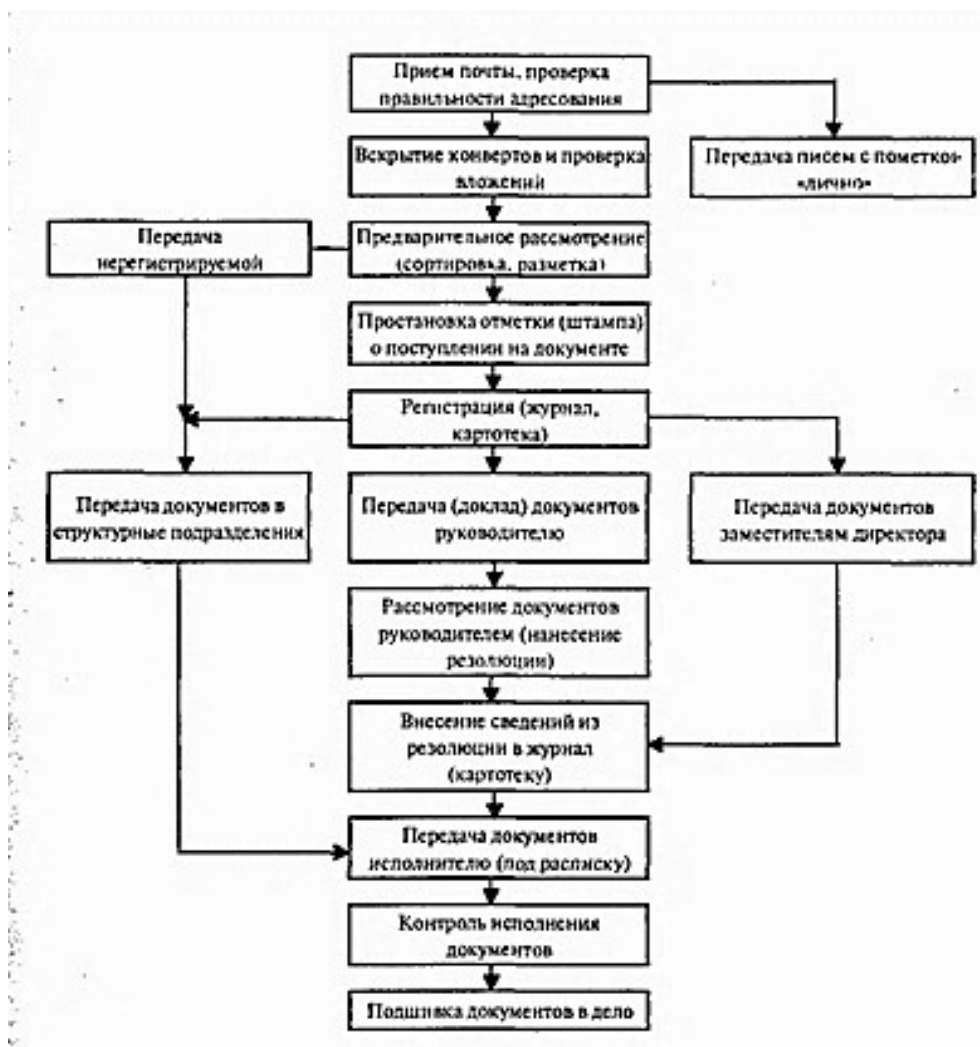 Прием почты, проверка
правильности адресования
Вскрытие конвертов и проверка
вложений
Передача писем с пометкой
«лично»
Передача
нерегистрируемой
Предварительное рассмотрение
(сортировка, разметка)
Простановка отметки (штампа)
о поступлении на документе
Регистрация (журнал,
картотека)
Передача документов в
структурные подразделения
Передача (доклад) документов
руководителю
Передача документов
заместителям директора
Рассмотрение документов
руководителем (нанесение
резолюции)
Внесение сведений из
резолюции в журнал
(картотеку)
Передача документов
исполнителю (под расписку)
Контроль исполнения
документов
Подшивка документов в дело